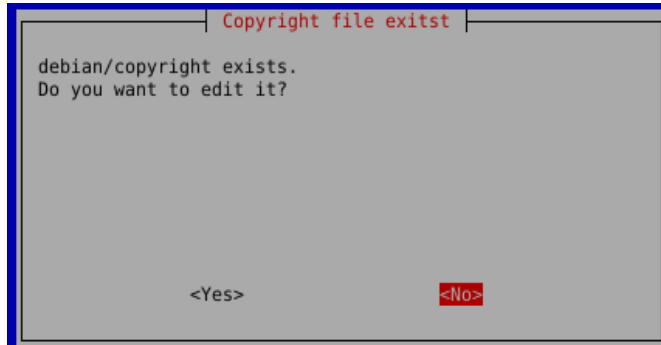 Copyright file exitst
debian/copyright exists.
Do you want to edit it?
<Yes> <No>